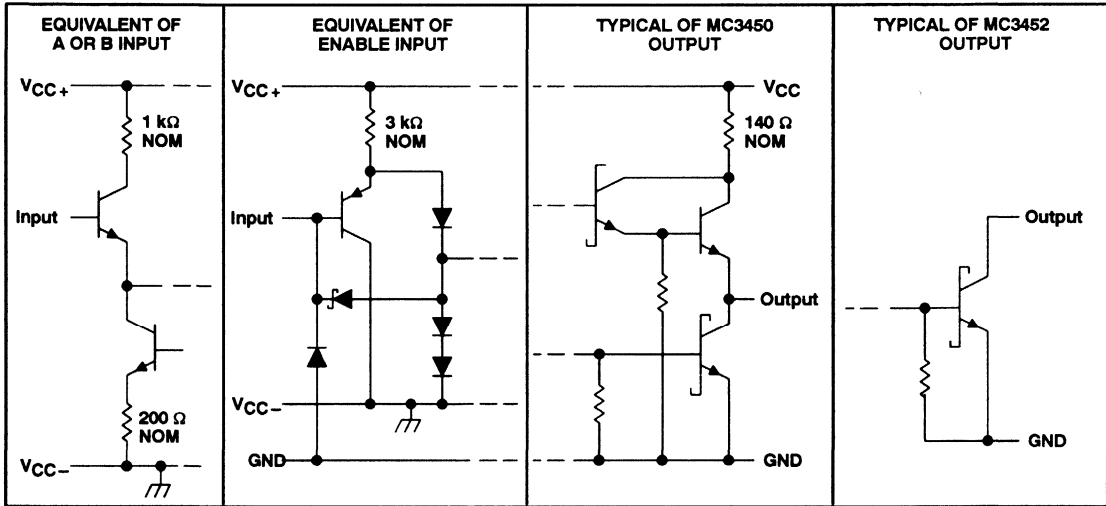 EQUIVALENT OF
A OR B INPUT
VCC+
1 kΩ
NOM
Input
200 Ω
NOM
VCC−
EQUIVALENT OF
ENABLE INPUT
VCC+
3 kΩ
NOM
Input
VCC−
GND
TYPICAL OF MC3450
OUTPUT
VCC
140 Ω
NOM
Output
GND
TYPICAL OF MC3452
OUTPUT
Output
GND